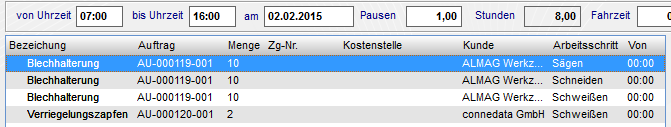 von Uhrzeit 07:00 bis Uhrzeit 16:00 am 02.02.2015 Pausen 1,00 Stunden 8,00 Fahrzeit
Bezeichung Auftrag Menge Zg-Nr. Kostenstelle Kunde Arbeitsschritt Von
Blechhalterung AU-000119-001 10 ALMAG Werkz... Sägen 00:00
Blechhalterung AU-000119-001 10 ALMAG Werkz... Schneiden 00:00
Blechhalterung AU-000119-001 10 ALMAG Werkz... Schweißen 00:00
Verriegelungszapfen AU-000120-001 2 connedata GmbH Schweißen 00:00